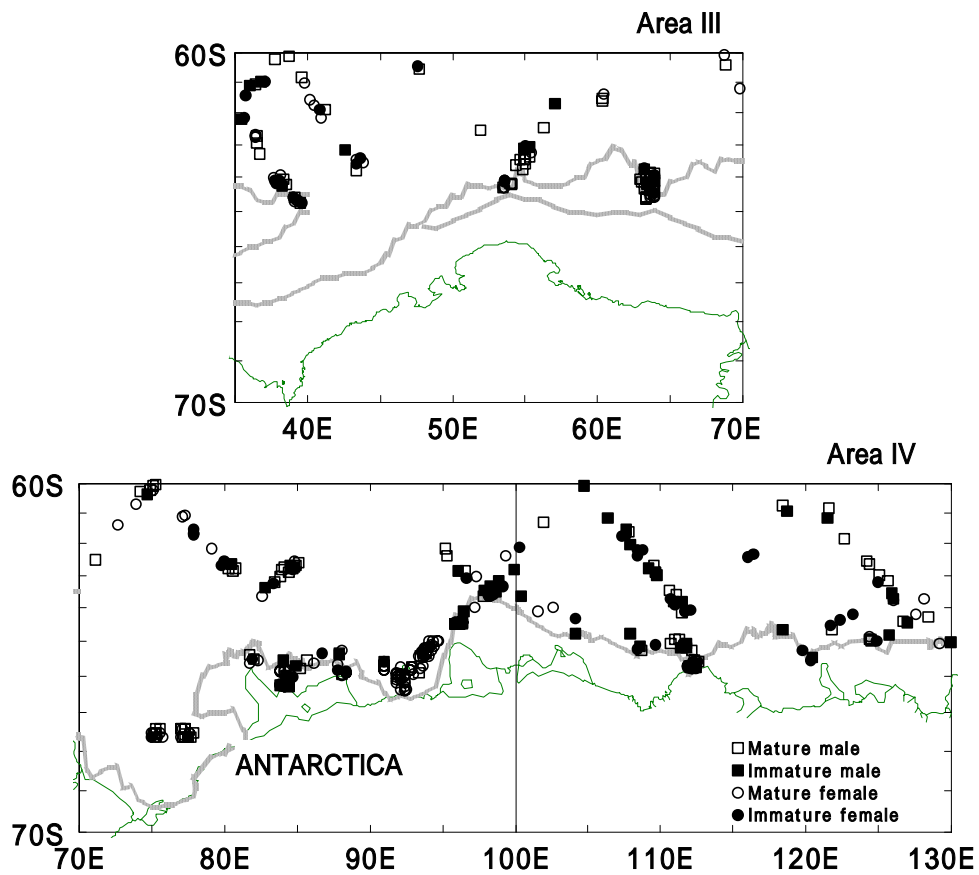 Area III
60S
70S
40E 50E 60E 70E
Area IV
60S
ANTARCTICA
Mature male
Immature male
Mature female
Immature female
70S
70E 80E 90E 100E 110E 120E 130E